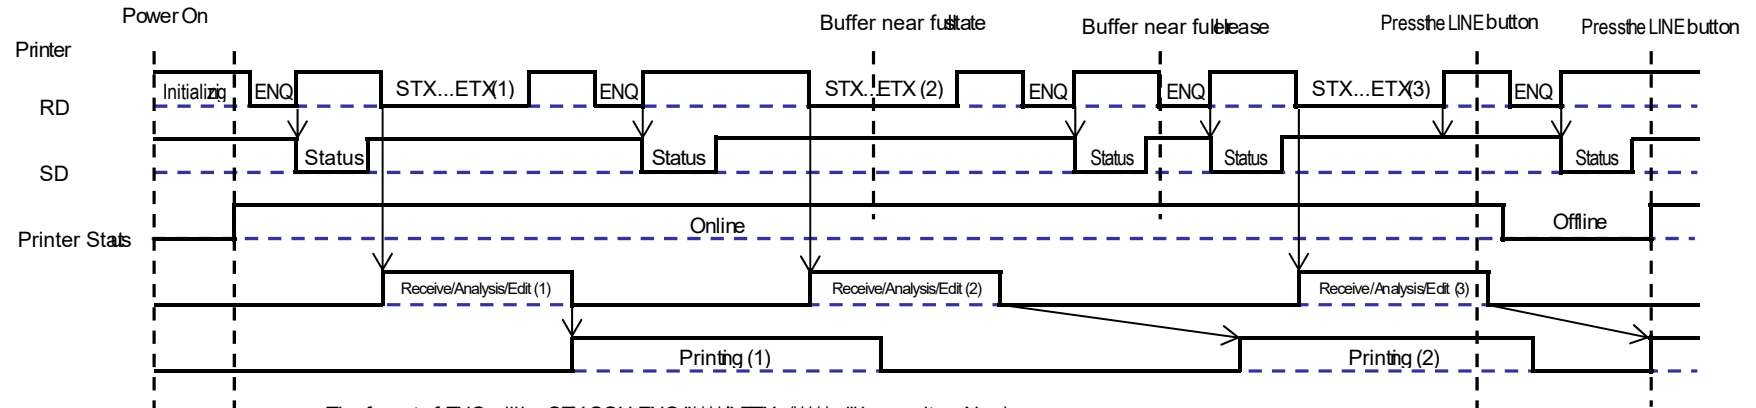 Power On
Buffer near full state
Buffer near full release
Press the LINE button
Press the LINE button
Printer
Initializing
ENQ
STX...ETX(1)
ENQ
STX...ETX (2)
ENQ
ENQ
STX...ETX(3)
ENQ
RD
Status
Status
Status
Status
Status
SD
Online
Offline
Printer Status
Receive/Analysis/Edit (1)
Receive/Analysis/Edit (2)
Receive/Analysis/Edit (3)
Printing (1)
Printing (2)